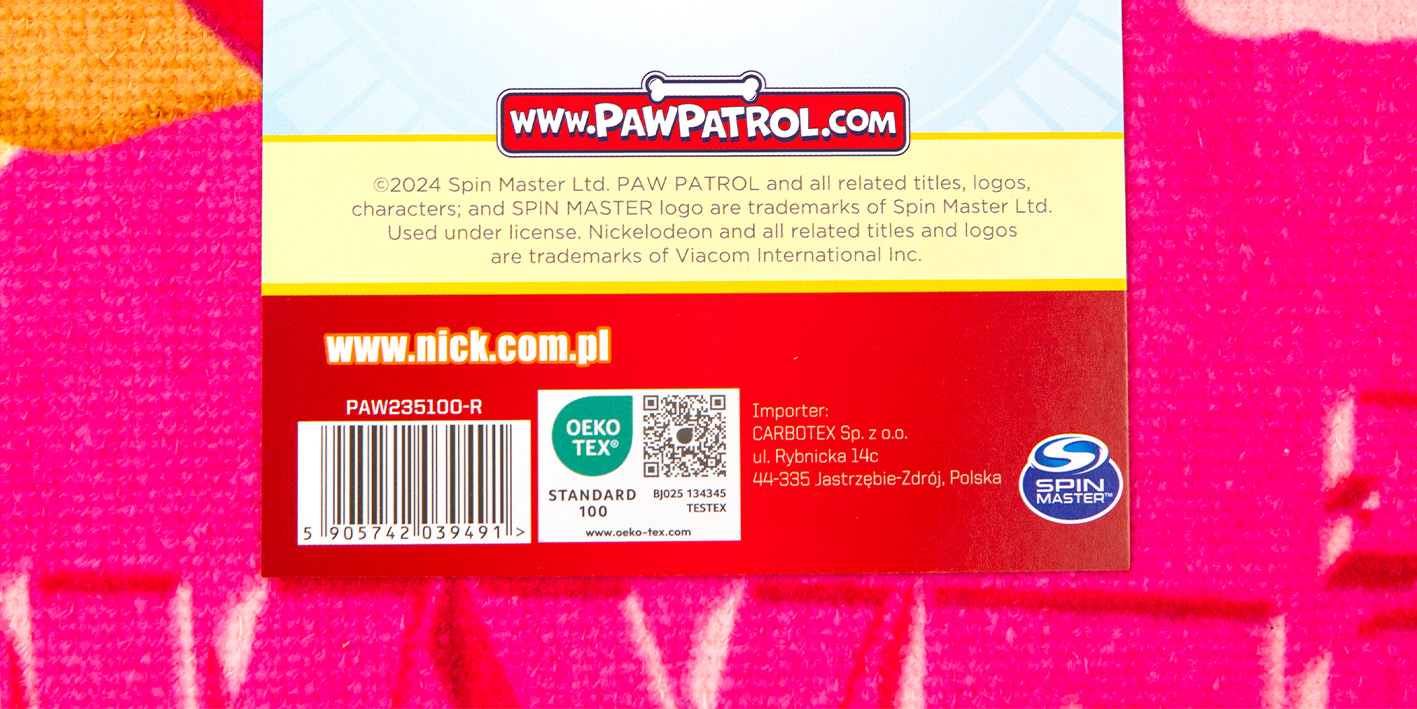 www.PAWPATROL.COM
©2024 Spin Master Ltd. PAW PATROL and all related titles, logos,
characters; and SPIN MASTER logo are trademarks of Spin Master Ltd.
Used under license. Nickelodeon and all related titles and logos
are trademarks of Viacom International Inc.
www.nick.com.pl
PAW235100-R
5 905742 039491 >
OEKO
TEX®
STANDARD
100
BJ025 134345
TESTEX
www.oeko-tex.com
Importer:
CARBOTEX Sp. z o.o.
ul. Rybnicka 14c
44-335 Jastrzębie-Zdrój, Polska
SPIN
MASTER™